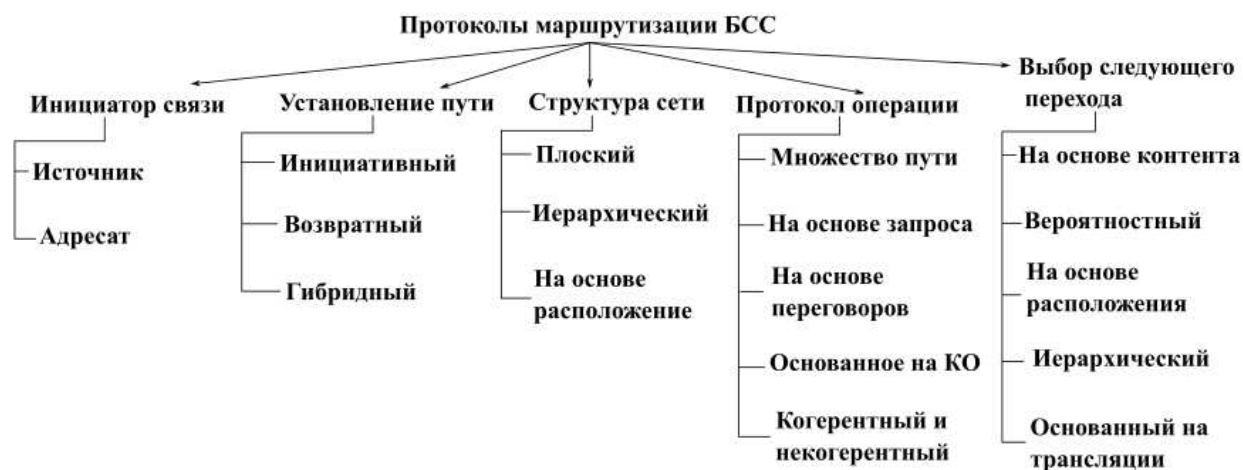 Протоколы маршрутизации БСС
Инициатор связи
Источник
Адресат
Установление пути
Инициативный
Возвратный
Гибридный
Структура сети
Плоский
Иерархический
На основе
расположение
Протокол операции
Множество пути
На основе запроса
На основе
переговоров
Основанное на КО
Когерентный и
некогерентный
Выбор следующего
перехода
На основе контента
Вероятностный
На основе
расположения
Иерархический
Основанный на
трансляции